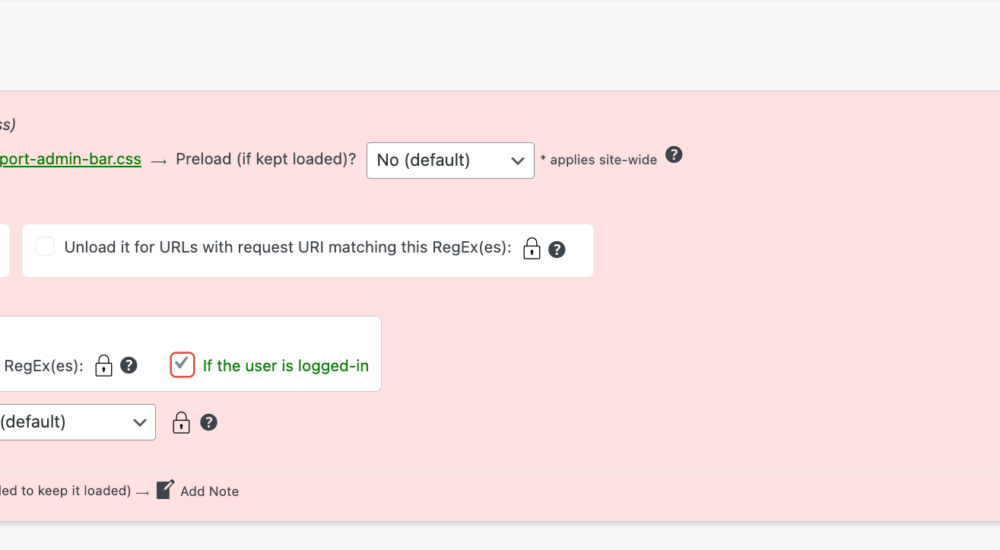 ss)
port-admin-bar.css → Preload (if kept loaded)? No (default) * applies site-wide ?
Unload it for URLs with request URI matching this RegEx(es): ?
RegEx(es): ? If the user is logged-in
(default) ?
led to keep it loaded) → Add Note